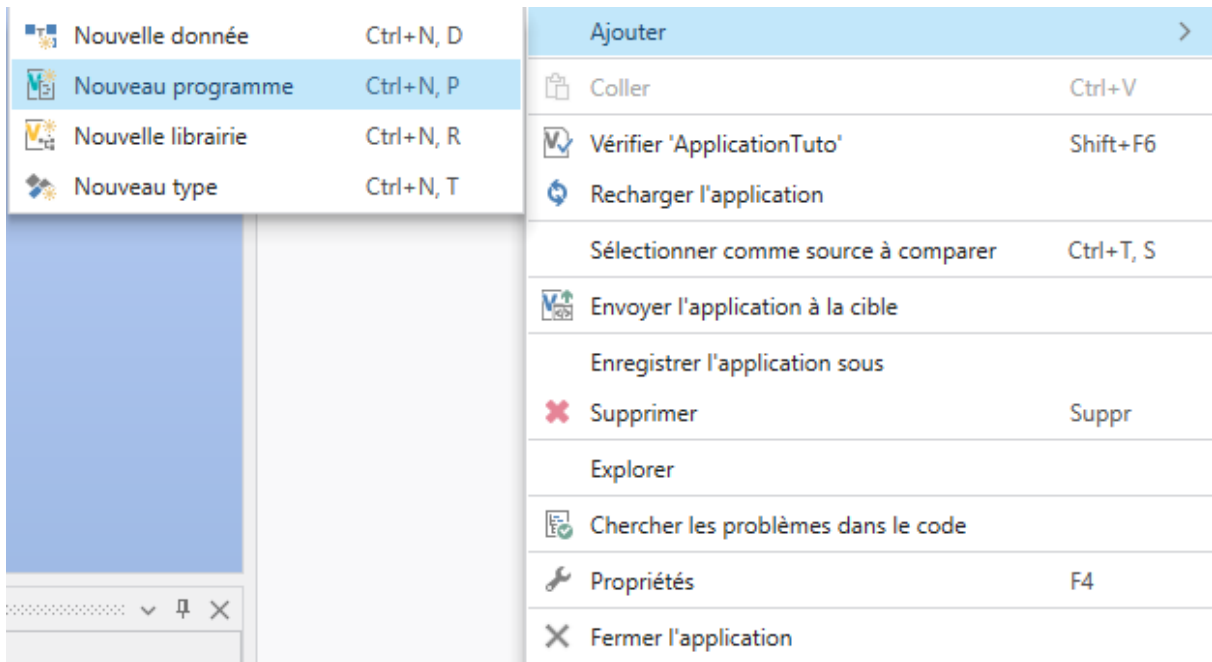 Nouvelle donnée Ctrl+N, D
Nouveau programme Ctrl+N, P
Nouvelle librairie Ctrl+N, R
Nouveau type Ctrl+N, T
Ajouter
Coller Ctrl+V
Vérifier 'ApplicationTuto' Shift+F6
Recharger l'application
Sélectionner comme source à comparer Ctrl+T, S
Envoyer l'application à la cible
Enregistrer l'application sous
Supprimer Suppr
Explorer
Chercher les problèmes dans le code
Propriétés F4
Fermer l'application